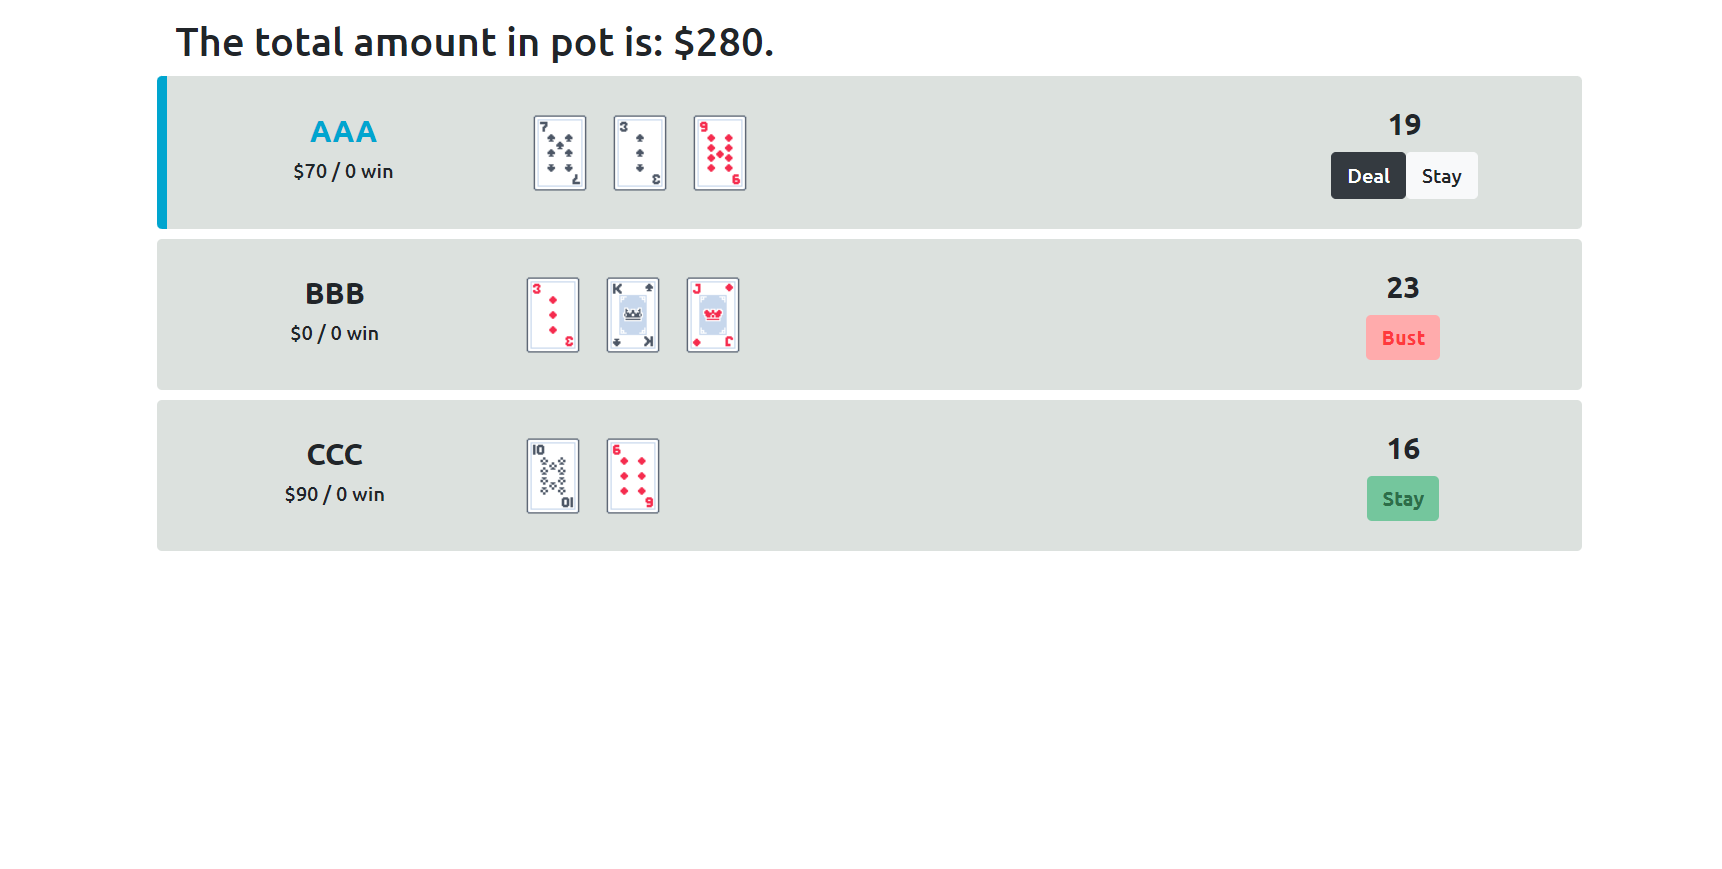 The total amount in pot is: $280.
AAA
$70 / 0 win
7 7
3 3
9 9
19
Deal Stay
BBB
$0 / 0 win
3 3
K K
J J
23
Bust
CCC
$90 / 0 win
10 10
6 6
16
Stay